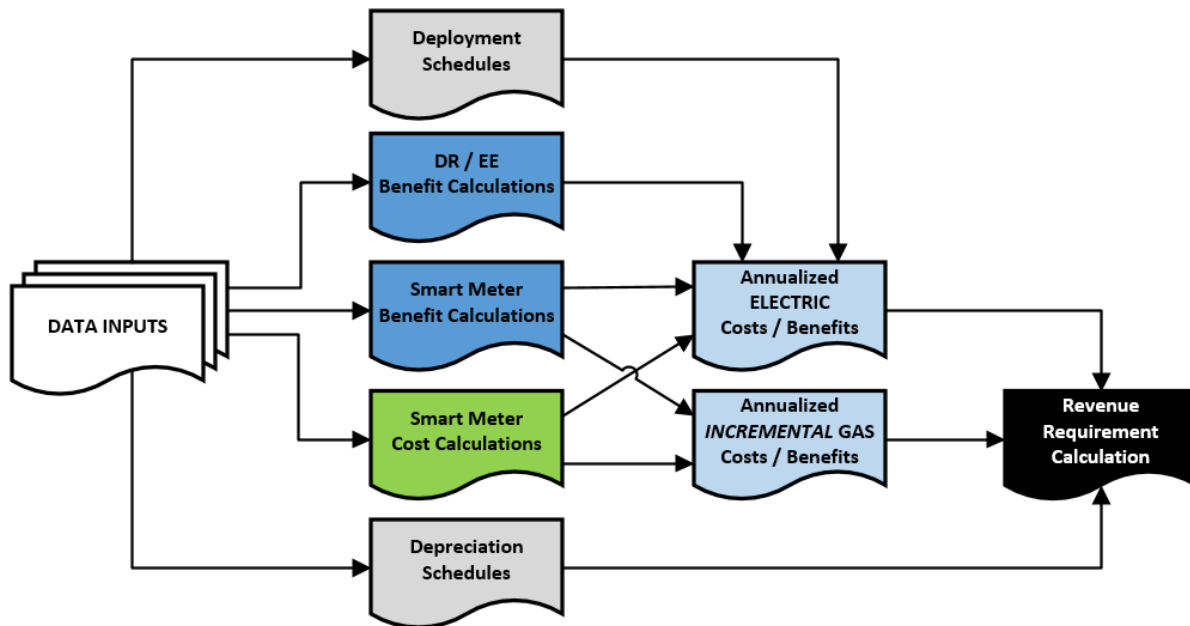 Deployment
Schedules
DR / EE
Benefit Calculations
DATA INPUTS
Smart Meter
Benefit Calculations
Smart Meter
Cost Calculations
Depreciation
Schedules
Annualized
ELECTRIC
Costs / Benefits
Annualized
INCREMENTAL GAS
Costs / Benefits
Revenue
Requirement
Calculation